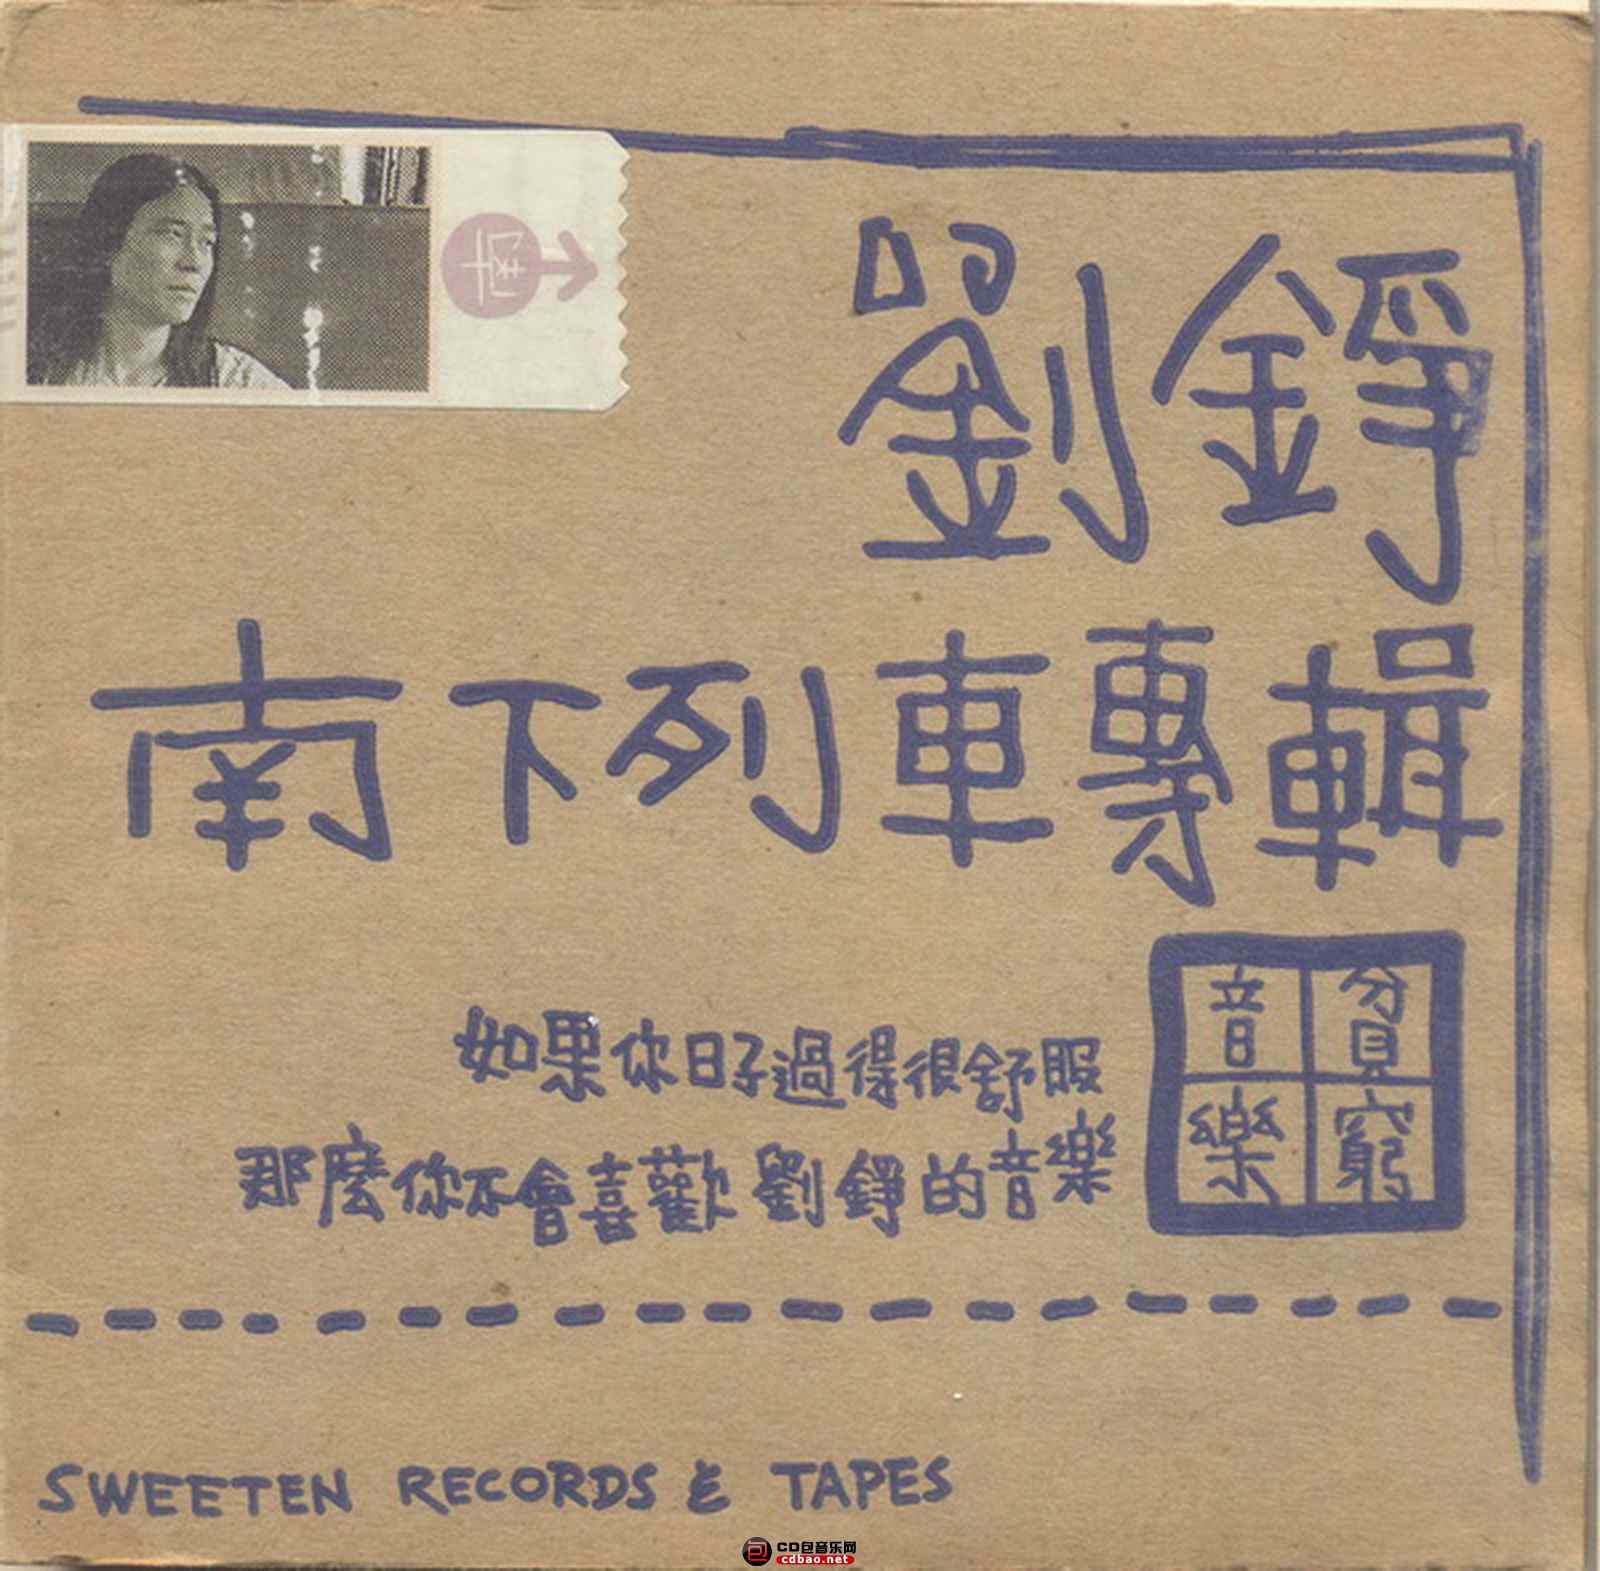 劉錚
南下列車專輯
貧窮音樂
如果你日子過得很舒服
那麼你不會喜歡劉錚的音樂
SWEETEN RECORDS & TAPES
CD包音乐网
cdbao.net